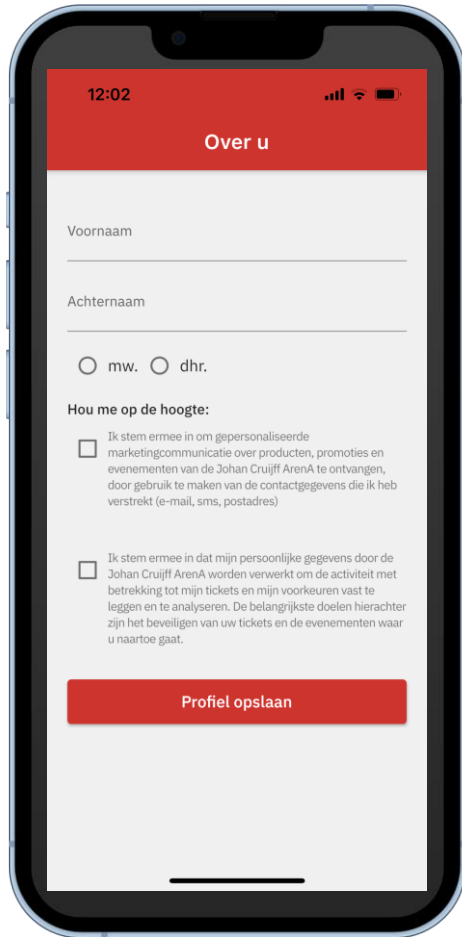 12:02
Over u
Voornaam
Achternaam
mw. dhr.
Hou me op de hoogte:
Ik stem ermee in om gepersonaliseerde
marketingcommunicatie over producten, promoties en
evenementen van de Johan Cruijff ArenA te ontvangen,
door gebruik te maken van de contactgegevens die ik heb
verstrekt (e-mail, sms, postadres)
Ik stem ermee in dat mijn persoonlijke gegevens door de
Johan Cruijff ArenA worden verwerkt om de activiteit met
betrekking tot mijn tickets en mijn voorkeuren vast te
leggen en te analyseren. De belangrijkste doelen hierachter
zijn het beveiligen van uw tickets en de evenementen waar
u naartoe gaat.
Profiel opslaan